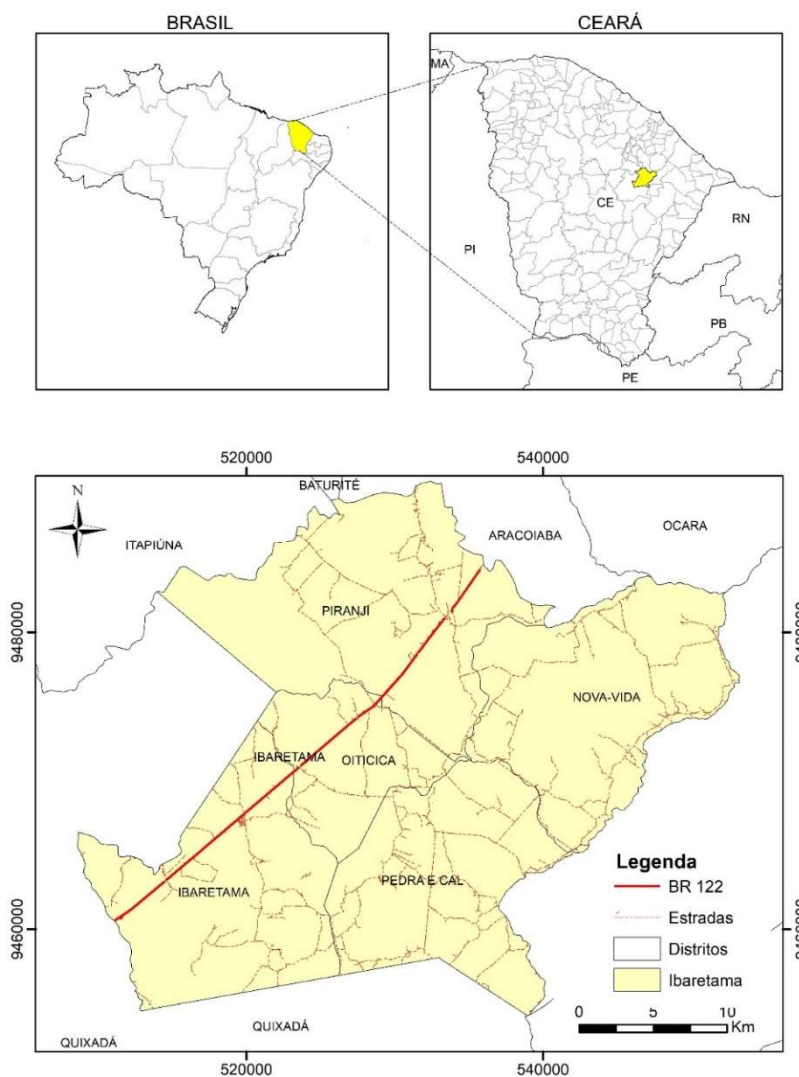 BRASIL
CEARÁ
MA
CE
RN
PI
PB
PE
520000
540000
N
BATURITÉ
ITAPIÚNA
ARACOIABA
OCARA
PIRANJI
9480000
NOVA-VIDA
IBARETAMA
OITICICA
IBARETAMA
PEDRA E CAL
9460000
QUIXADÁ
QUIXADÁ
Legenda
BR 122
Estradas
Distritos
Ibaretama
0 5 10
Km
520000
540000